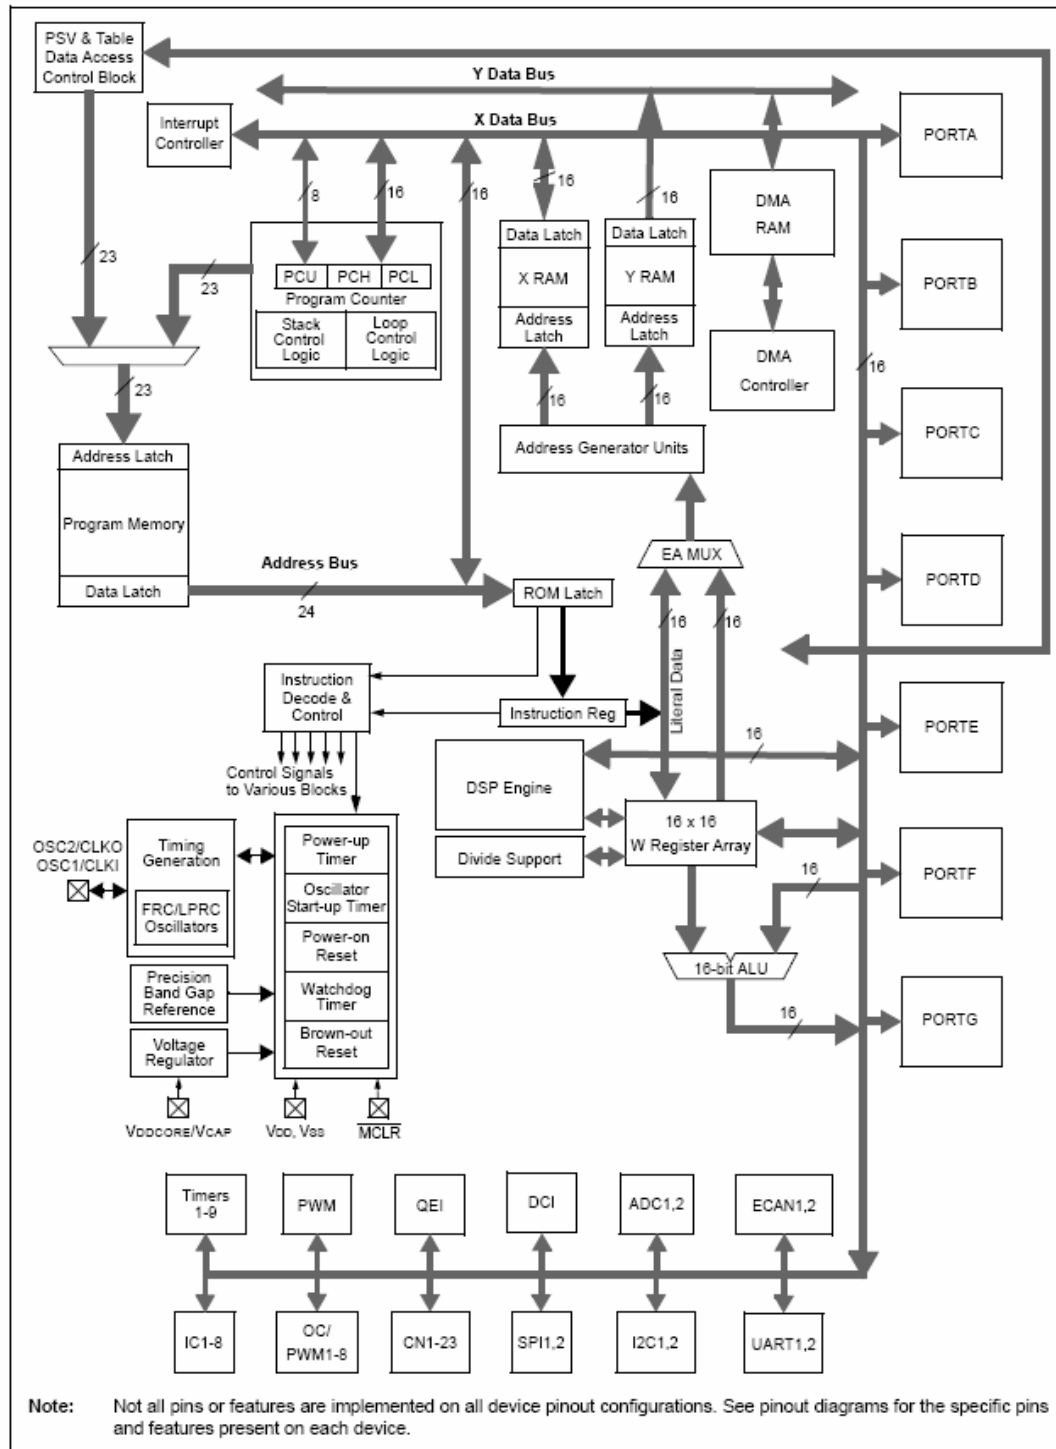 PSV & Table
Data Access
Control Block
Y Data Bus
X Data Bus
Interrupt
Controller
PORTA
8
16
16
16
16
DMA
RAM
Data Latch
Data Latch
23
23
PCU
PCH
PCL
X RAM
Y RAM
PORTB
Program Counter
Stack
Control
Logic
Loop
Control
Logic
Address
Latch
Address
Latch
DMA
Controller
16
23
16
16
PORTC
Address Generator Units
Address Latch
Program Memory
EA MUX
Address Bus
PORTD
Data Latch
24
ROM Latch
16
16
Instruction
Decode &
Control
Literal Data
Instruction Reg
PORTE
16
Control Signals
to Various Blocks
DSP Engine
16 x 16
W Register Array
OSC2/CLKO
OSC1/CLKI
Timing
Generation
Power-up
Timer
Divide Support
PORTF
16
FRC/LPRC
Oscillators
Oscillator
Start-up Timer
Power-on
Reset
16-bit ALU
Precision
Band Gap
Reference
Watchdog
Timer
16
PORTG
Voltage
Regulator
Brown-out
Reset
VDDCORE/VCAP
VDD, VSS
MCLR
Timers
1-9
PWM
QEI
DCI
ADC1,2
ECAN1,2
IC1-8
OC/
PWM1-8
CN1-23
SPI1,2
I2C1,2
UART1,2
Note: Not all pins or features are implemented on all device pinout configurations. See pinout diagrams for the specific pins
and features present on each device.